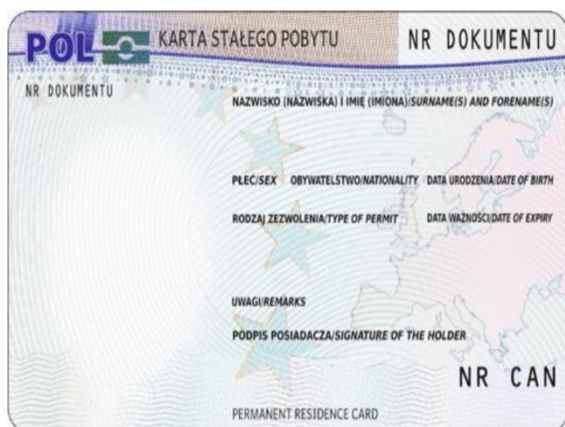 POL KARTA STAŁEGO POBYTU NR DOKUMENTU
NR DOKUMENTU
NAZWISKO (NAZWISKA) I IMIĘ (IMIONA)/SURNAME(S) AND FORENAME(S)
PŁEĆ/SEX OBYWATELSTWO/NATIONALITY DATA URODZENIA/DATE OF BIRTH
RODZAJ ZEZWOLENIA/TYPE OF PERMIT DATA WAŻNOŚCI/DATE OF EXPIRY
UWAGI/REMARKS
PODPIS POSIADACZA/SIGNATURE OF THE HOLDER
NR CAN
PERMANENT RESIDENCE CARD